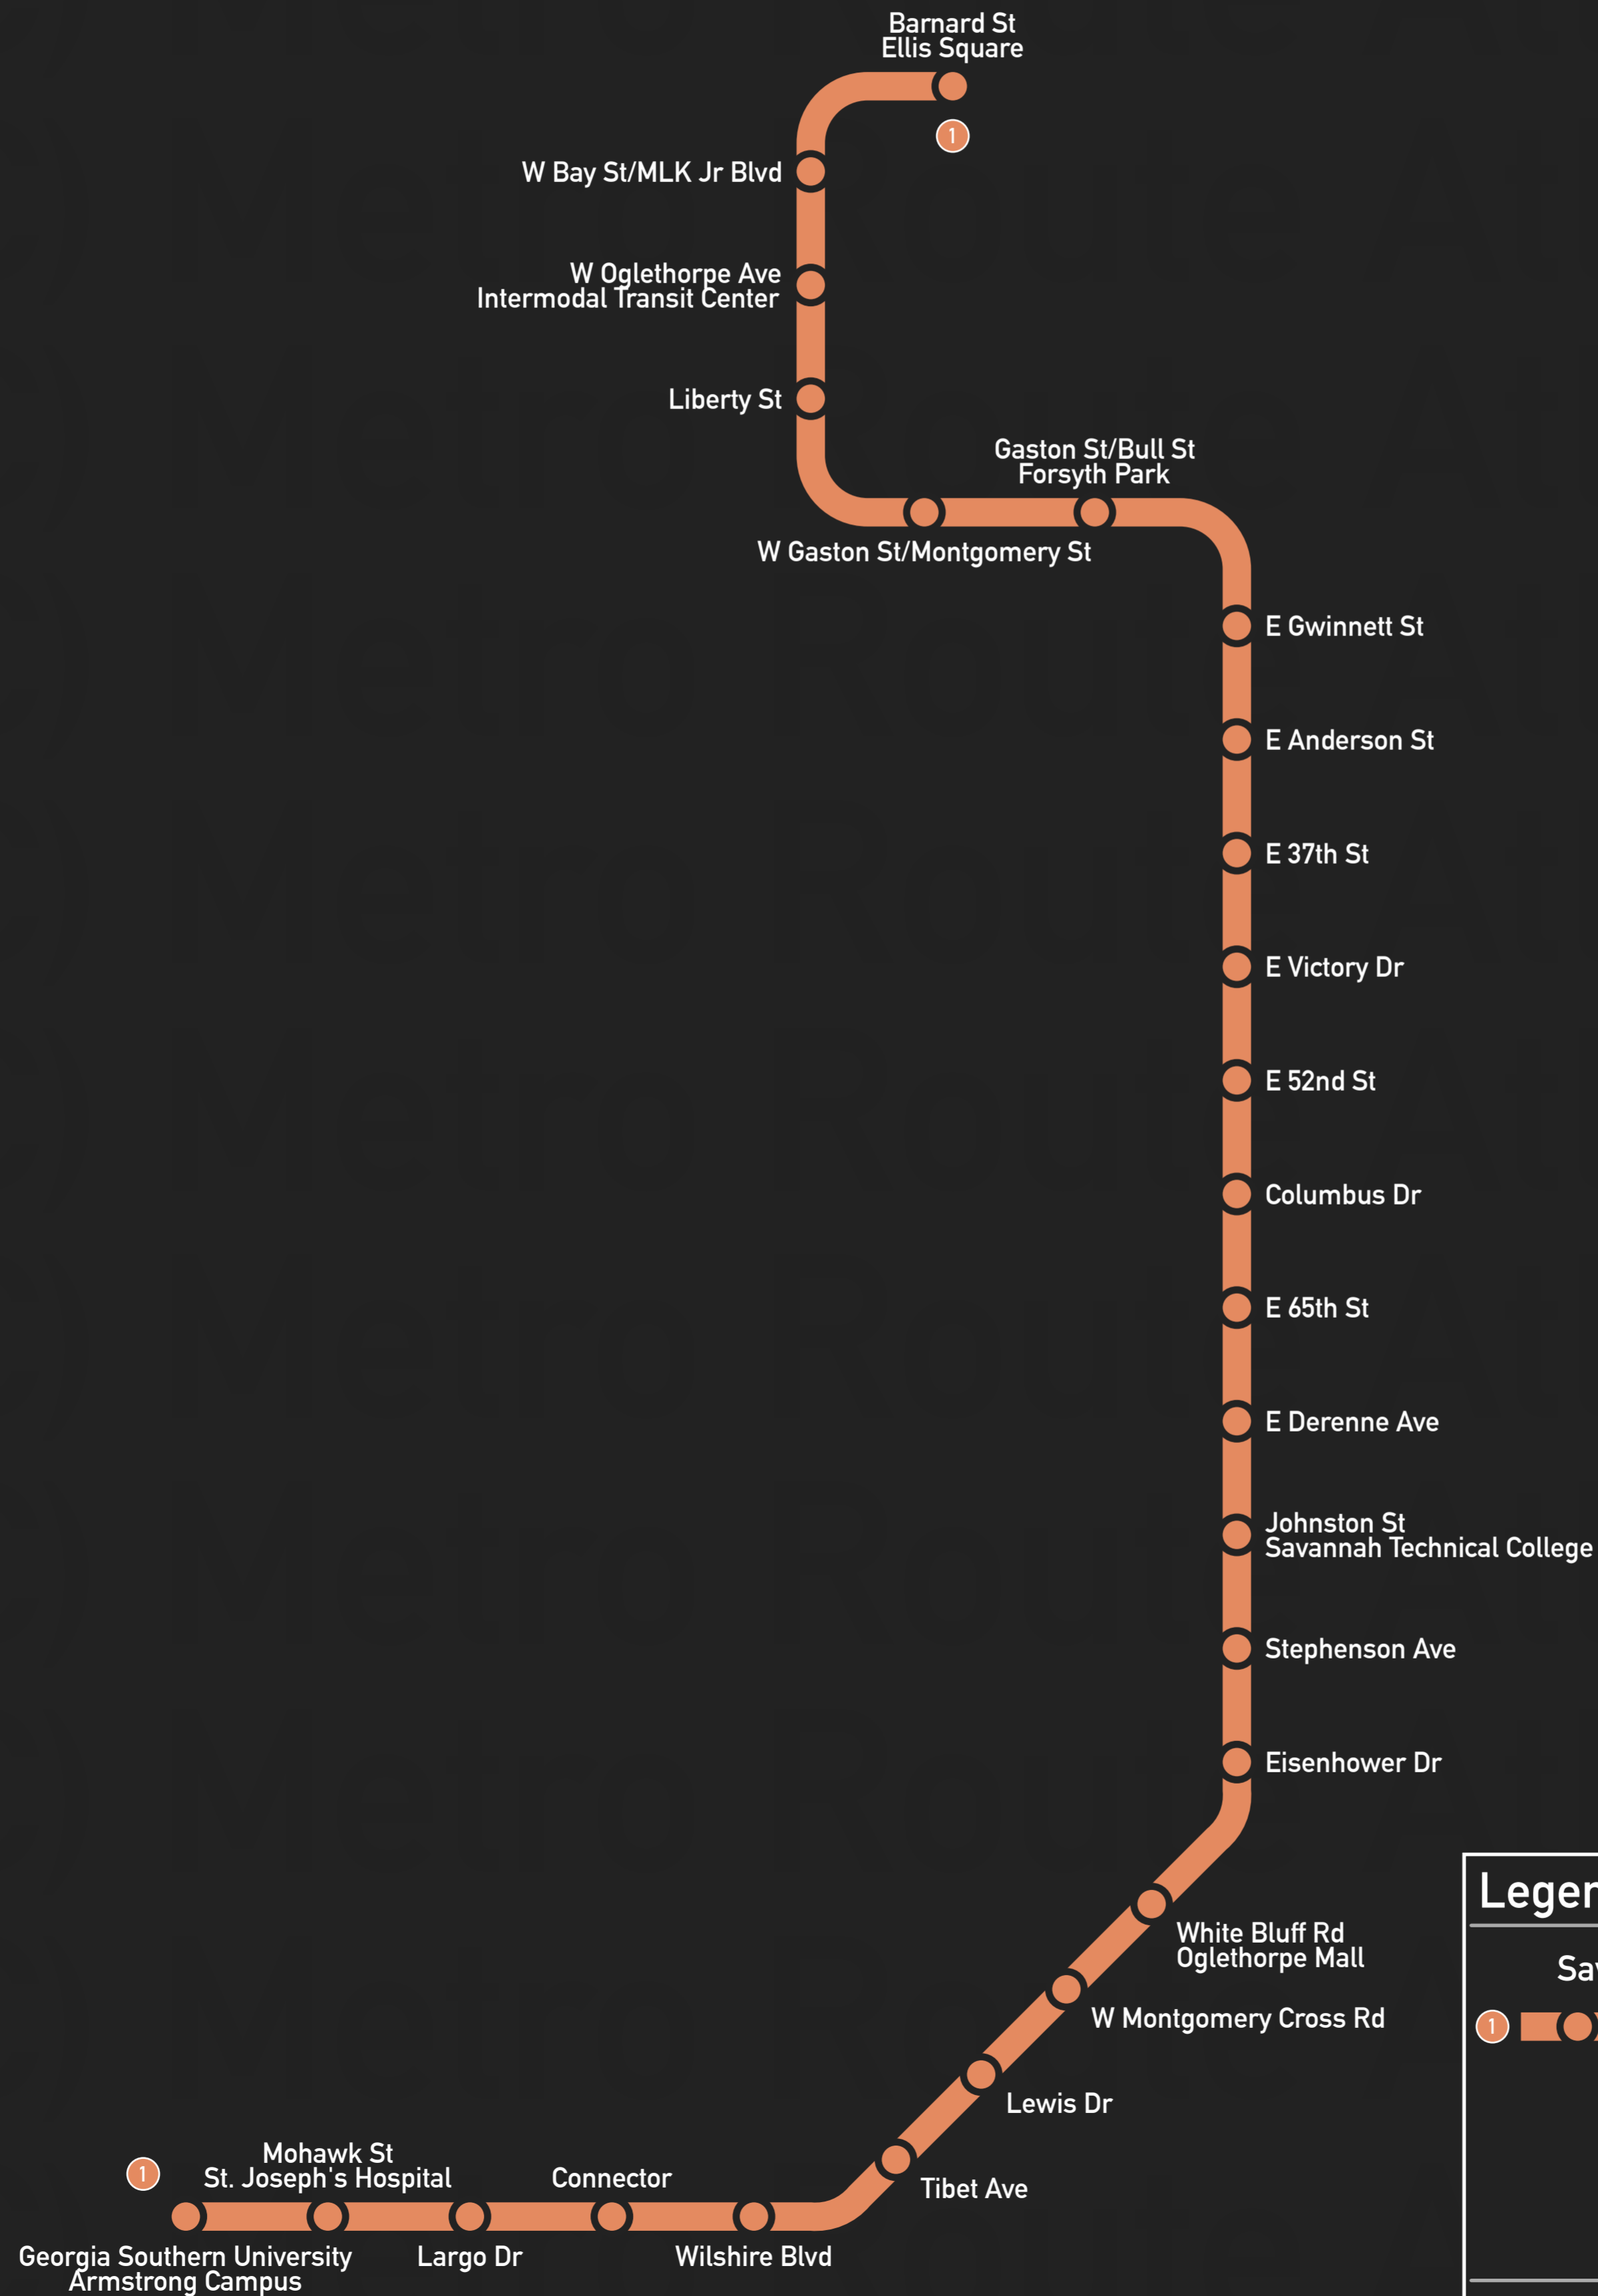 Barnard St
Ellis Square
1
W Bay St/MLK Jr Blvd
W Oglethorpe Ave
Intermodal Transit Center
Liberty St
Gaston St/Bull St
Forsyth Park
W Gaston St/Montgomery St
E Gwinnett St
E Anderson St
E 37th St
E Victory Dr
E 52nd St
Columbus Dr
E 65th St
E Derenne Ave
Johnston St
Savannah Technical College
Stephenson Ave
Eisenhower Dr
White Bluff Rd
Oglethorpe Mall
W Montgomery Cross Rd
Lewis Dr
Tibet Ave
Wilshire Blvd
Connector
Largo Dr
Mohawk St
St. Joseph's Hospital
1
Georgia Southern University
Armstrong Campus
1